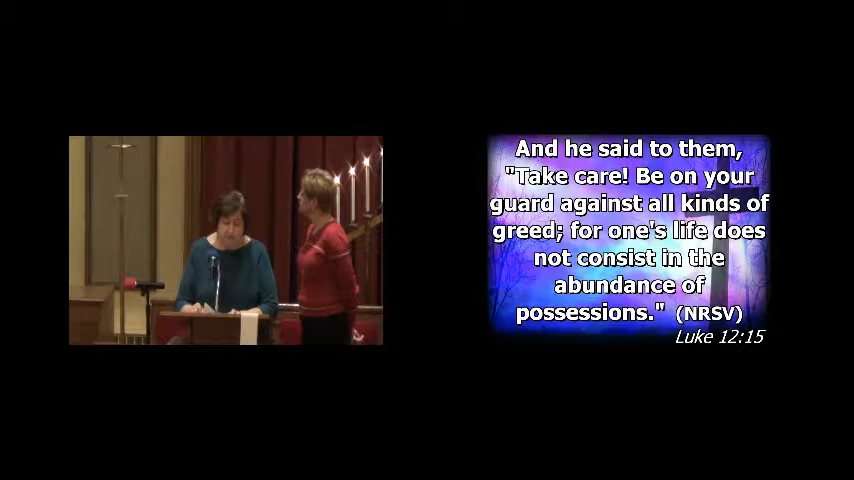 And he said to them,
"Take care! Be on your
guard against all kinds of
greed; for one's life does
not consist in the
abundance of
possessions." (NRSV)
Luke 12:15